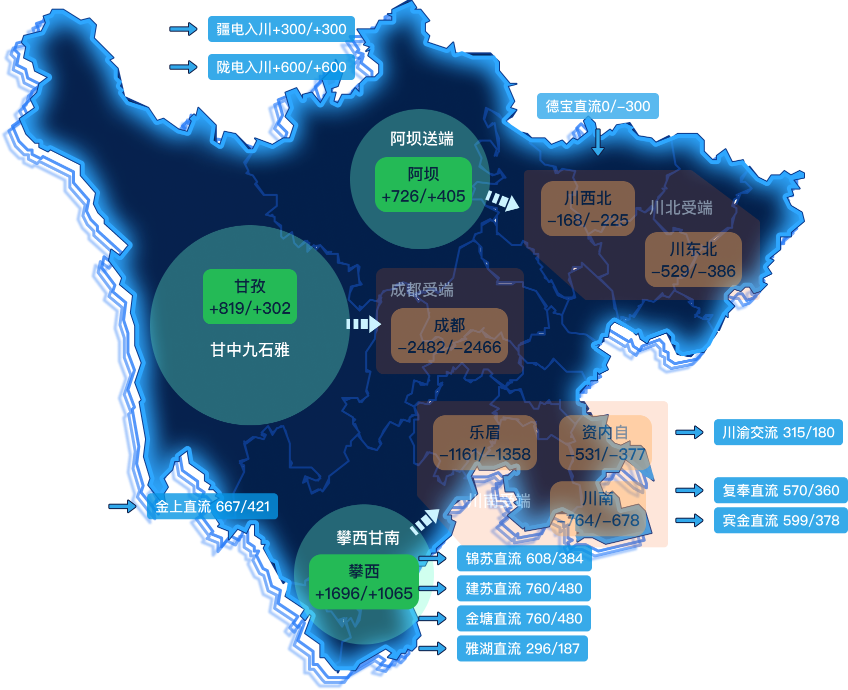 疆电入川+300/+300
陇电入川+600/+600
德宝直流0/−300
阿坝送端
阿坝
+726/+405
川西北
−168/−225
川北受端
川东北
−529/−386
甘孜
+819/+302
甘中九石雅
成都受端
成都
−2482/−2466
乐眉
−1161/−1358
资内自
−531/−377
川渝交流 315/180
川南受端
川南
−764/−678
复奉直流 570/360
宾金直流 599/378
金上直流 667/421
攀西甘南
攀西
+1696/+1065
锦苏直流 608/384
建苏直流 760/480
金塘直流 760/480
雅湖直流 296/187